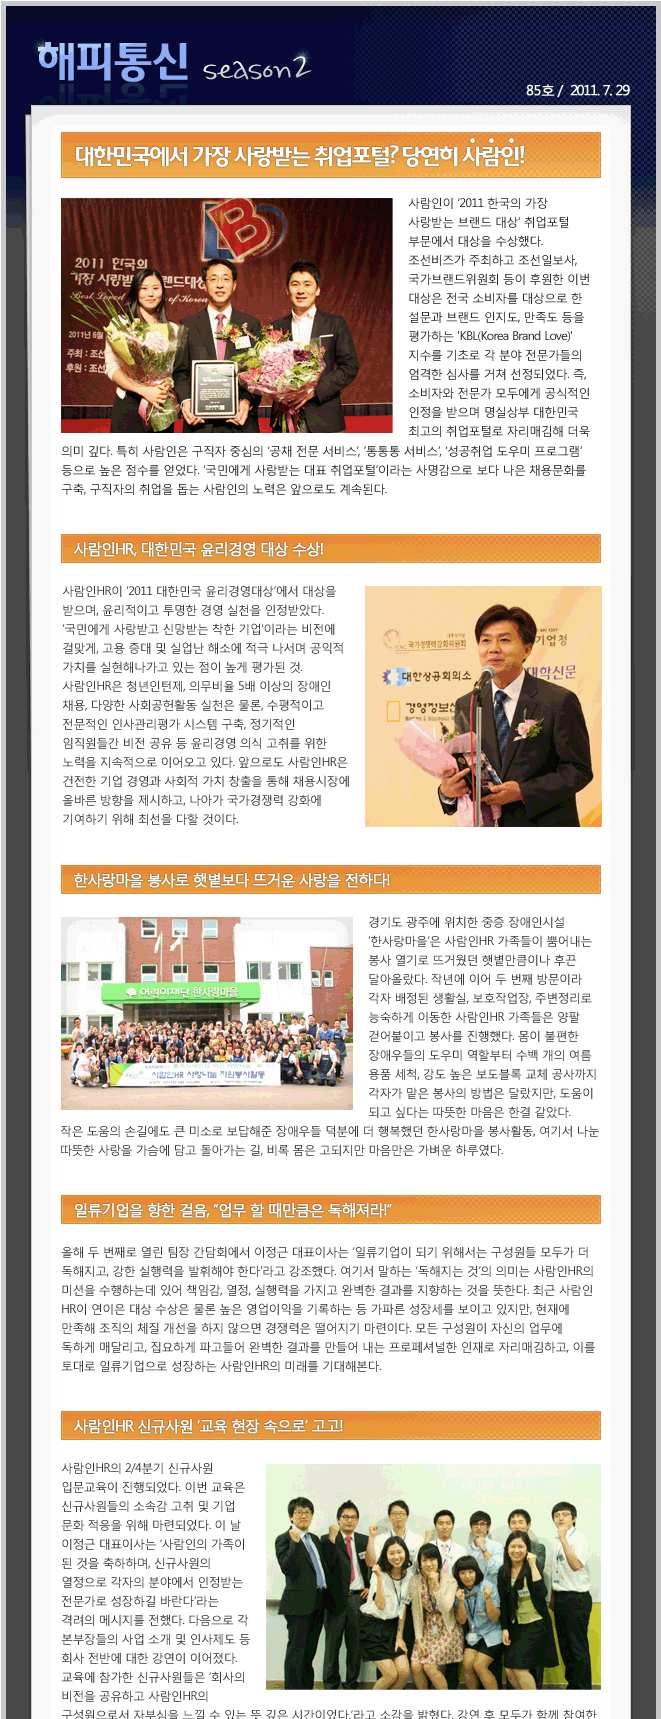 해피통신 season2
85호 / 2011. 7. 29
대한민국에서 가장 사랑받는 취업포털? 당연히 사람인!
2011 한국의
가장 사랑받는 브랜드대상
Best Loved Brand of Korea
2011년 6월
주최 : 조선
후원 : 조선
사람인이 '2011 한국의 가장
사랑받는 브랜드 대상' 취업포털
부문에서 대상을 수상했다.
조선비즈가 주최하고 조선일보사,
국가브랜드위원회 등이 후원한 이번
대상은 전국 소비자를 대상으로 한
설문과 브랜드 인지도, 만족도 등을
평가하는 'KBL(Korea Brand Love)'
지수를 기초로 각 분야 전문가들의
엄격한 심사를 거쳐 선정되었다. 즉,
소비자와 전문가 모두에게 공식적인
인정을 받으며 명실상부 대한민국
최고의 취업포털로 자리매김해 더욱
의미 깊다. 특히 사람인은 구직자 중심의 '공채 전문 서비스', '통통통 서비스', '성공취업 도우미 프로그램'
등으로 높은 점수를 얻었다. '국민에게 사랑받는 대표 취업포털'이라는 사명감으로 보다 나은 채용문화를
구축, 구직자의 취업을 돕는 사람인의 노력은 앞으로도 계속된다.
사람인HR, 대한민국 윤리경영 대상 수상!
사람인HR이 '2011 대한민국 윤리경영대상'에서 대상을
받으며, 윤리적이고 투명한 경영 실천을 인정받았다.
'국민에게 사랑받고 신망받는 착한 기업'이라는 비전에
걸맞게, 고용 증대 및 실업난 해소에 적극 나서며 공익적
가치를 실현해나가고 있는 점이 높게 평가된 것.
사람인HR은 청년인턴제, 의무비율 5배 이상의 장애인
채용, 다양한 사회공헌활동 실천은 물론, 수평적이고
전문적인 인사관리평가 시스템 구축, 정기적인
임직원들간 비전 공유 등 윤리경영 의식 고취를 위한
노력을 지속적으로 이어오고 있다. 앞으로도 사람인HR은
건전한 기업 경영과 사회적 가치 창출을 통해 채용시장에
올바른 방향을 제시하고, 나아가 국가경쟁력 강화에
기여하기 위해 최선을 다할 것이다.
국가경쟁력강화위원회
기업청
대한상공회의소
대학신문
경영정보
한사랑마을 봉사로 햇볕보다 뜨거운 사랑을 전하다!
어린이재단 한사랑마을
사람인HR 사랑나눔 자원봉사활동
경기도 광주에 위치한 중증 장애인시설
'한사랑마을'은 사람인HR 가족들이 뿜어내는
봉사 열기로 뜨거웠던 햇볕만큼이나 후끈
달아올랐다. 작년에 이어 두 번째 방문이라
각자 배정된 생활실, 보호작업장, 주변정리로
능숙하게 이동한 사람인HR 가족들은 양팔
걷어붙이고 봉사를 진행했다. 몸이 불편한
장애우들의 도우미 역할부터 수백 개의 여름
용품 세척, 강도 높은 보도블록 교체 공사까지
각자가 맡은 봉사의 방법은 달랐지만, 도움이
되고 싶다는 따뜻한 마음은 한결 같았다.
작은 도움의 손길에도 큰 미소로 보답해준 장애우들 덕분에 더 행복했던 한사랑마을 봉사활동, 여기서 나눈
따뜻한 사랑을 가슴에 담고 돌아가는 길, 비록 몸은 고되지만 마음만은 가벼운 하루였다.
일류기업을 향한 걸음, "업무 할 때만큼은 독해져라!"
올해 두 번째로 열린 팀장 간담회에서 이정근 대표이사는 '일류기업이 되기 위해서는 구성원들 모두가 더
독해지고, 강한 실행력을 발휘해야 한다'라고 강조했다. 여기서 말하는 '독해지는 것'의 의미는 사람인HR의
미션을 수행하는데 있어 책임감, 열정, 실행력을 가지고 완벽한 결과를 지향하는 것을 뜻한다. 최근 사람인
HR이 연이은 대상 수상은 물론 높은 영업이익을 기록하는 등 가파른 성장세를 보이고 있지만, 현재에
만족해 조직의 체질 개선을 하지 않으면 경쟁력은 떨어지기 마련이다. 모든 구성원이 자신의 업무에
독하게 매달리고, 집요하게 파고들어 완벽한 결과를 만들어 내는 프로페셔널한 인재로 자리매김하고, 이를
토대로 일류기업으로 성장하는 사람인HR의 미래를 기대해본다.
사람인HR 신규사원 '교육 현장 속으로' 고고!
사람인HR의 2/4분기 신규사원
입문교육이 진행되었다. 이번 교육은
신규사원들의 소속감 고취 및 기업
문화 적응을 위해 마련되었다. 이 날
이정근 대표이사는 '사람인의 가족이
된 것을 축하하며, 신규사원의
열정으로 각자의 분야에서 인정받는
전문가로 성장하길 바란다'라는
격려의 메시지를 전했다. 다음으로 각
본부장들의 사업 소개 및 인사제도 등
회사 전반에 대한 강연이 이어졌다.
교육에 참가한 신규사원들은 '회사의
비전을 공유하고 사람인HR의
구성원으로서 자부심을 느낄 수 있는 뜻 깊은 시간이었다.'라고 소감을 밝혔다. 강연 후 모두가 함께 참여한